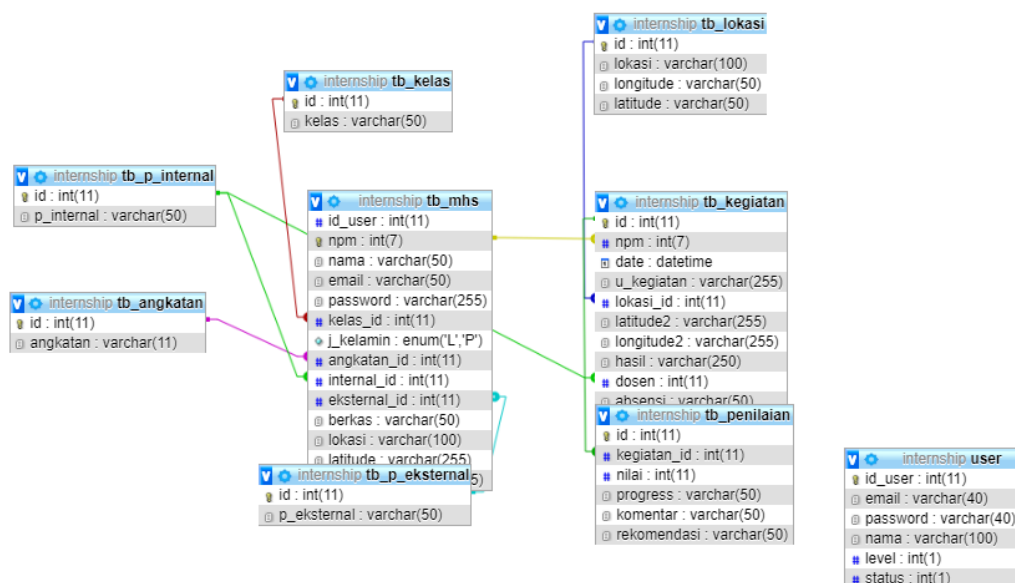 internship tb_lokasi
id : int(11)
lokasi : varchar(100)
longitude : varchar(50)
latitude : varchar(50)
internship tb_kelas
id : int(11)
kelas : varchar(50)
internship tb_p_internal
id : int(11)
p_internal : varchar(50)
internship tb_mhs
id_user : int(11)
npm : int(7)
nama : varchar(50)
email : varchar(50)
password : varchar(255)
kelas_id : int(11)
j_kelamin : enum('L','P')
angkatan_id : int(11)
internal_id : int(11)
eksternal_id : int(11)
berkas : varchar(50)
lokasi : varchar(100)
latitude : varchar(255)
5)
internship tb_kegiatan
id : int(11)
npm : int(7)
date : datetime
u_kegiatan : varchar(255)
lokasi_id : int(11)
latitude2 : varchar(255)
longitude2 : varchar(255)
hasil : varchar(250)
dosen : int(11)
absensi : varchar(50)
internship tb_angkatan
id : int(11)
angkatan : varchar(11)
internship tb_penilaian
id : int(11)
kegiatan_id : int(11)
nilai : int(11)
progress : varchar(50)
komentar : varchar(50)
rekomendasi : varchar(50)
internship tb_p_eksternal
id : int(11)
p_eksternal : varchar(50)
internship user
id_user : int(11)
email : varchar(40)
password : varchar(40)
nama : varchar(100)
level : int(1)
status : int(1)